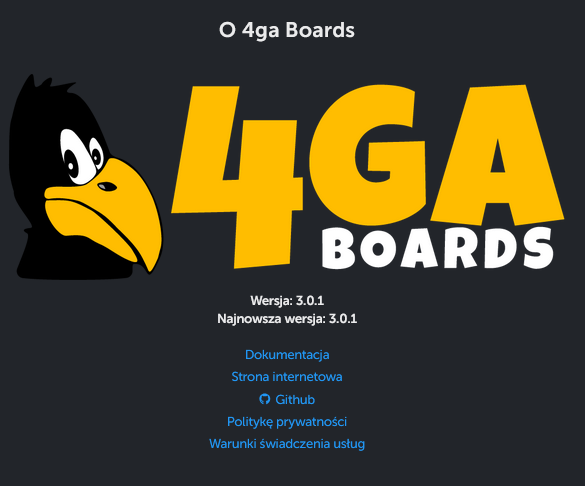 O 4ga Boards
4GA
BOARDS
Wersja: 3.0.1
Najnowsza wersja: 3.0.1
Dokumentacja
Strona internetowa
Github
Politykę prywatności
Warunki świadczenia usług